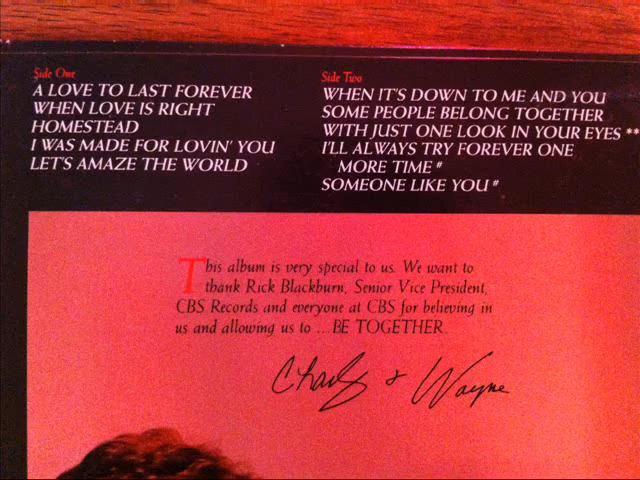 Side One
A LOVE TO LAST FOREVER
WHEN LOVE IS RIGHT
HOMESTEAD
I WAS MADE FOR LOVIN' YOU
LET'S AMAZE THE WORLD
Side Two
WHEN IT'S DOWN TO ME AND YOU
SOME PEOPLE BELONG TOGETHER
WITH JUST ONE LOOK IN YOUR EYES **
I'LL ALWAYS TRY FOREVER ONE
MORE TIME #
SOMEONE LIKE YOU #
This album is very special to us. We want to
thank Rick Blackburn, Senior Vice President,
CBS Records and everyone at CBS for believing in
us and allowing us to ...BE TOGETHER.
Charly & Wayne